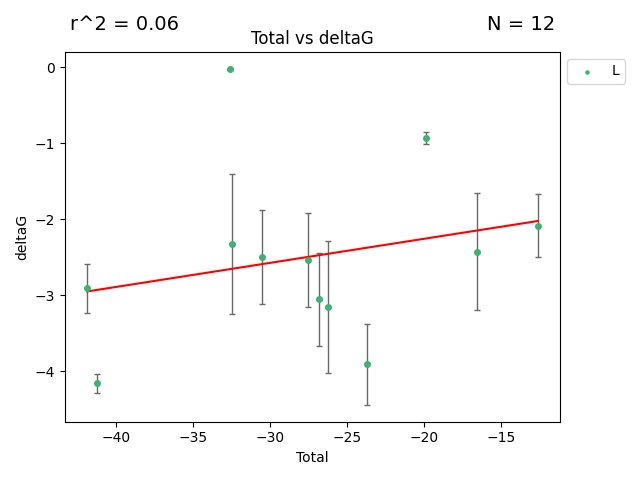 r^2 = 0.06
N = 12
Total vs deltaG
L
0
−1
−2
−3
−4
deltaG
−40
−35
−30
−25
−20
−15
Total